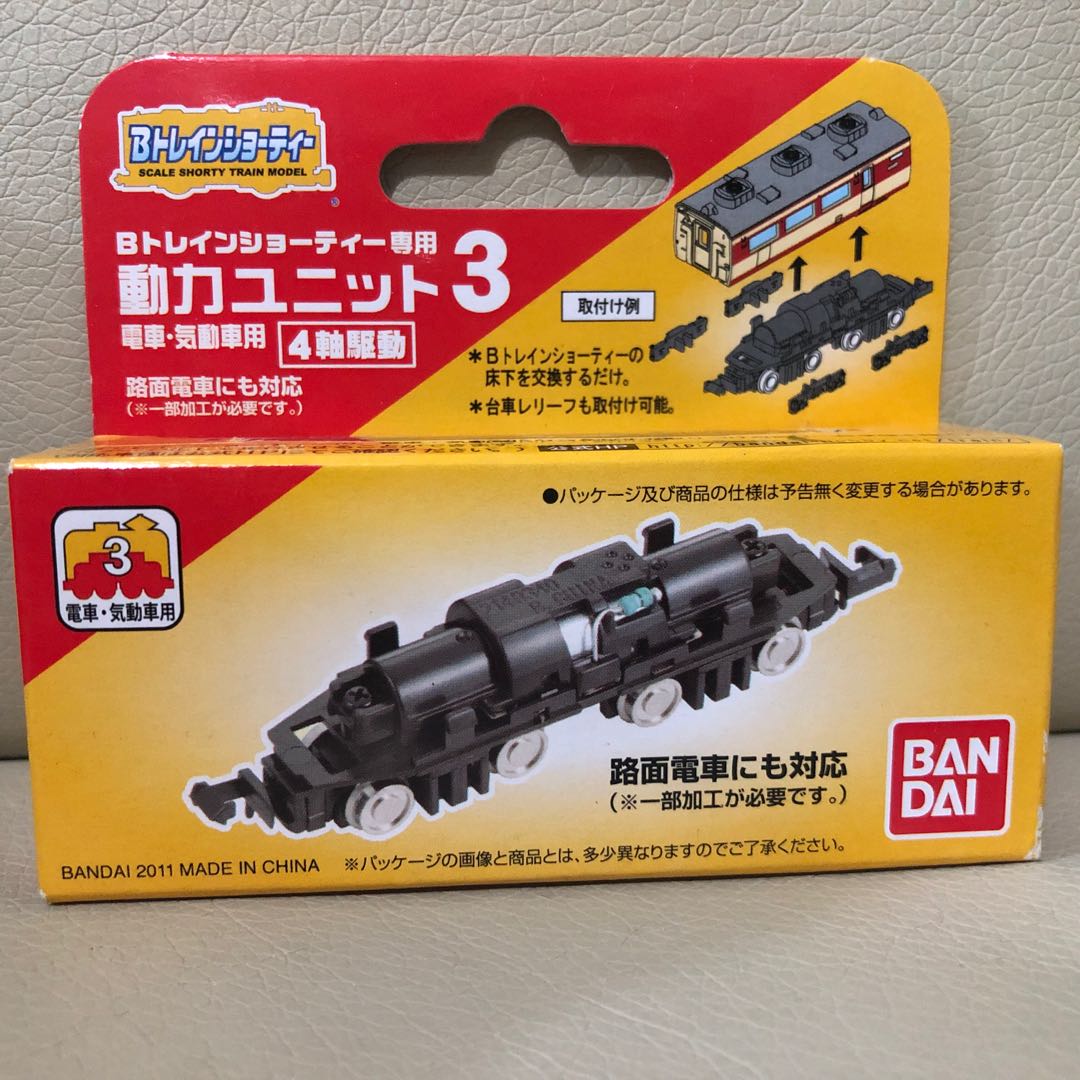 Bトレインショーティー
SCALE SHORTY TRAIN MODEL
®
Bトレインショーティー専用
動力ユニット3
電車・気動車用 4軸駆動
路面電車にも対応
(※一部加工が必要です。)
取付け例
*Bトレインショーティーの
床下を交換するだけ。
*台車レリーフも取付け可能。
●パッケージ及び商品の仕様は予告無く変更する場合があります。
3
電車・気動車用
路面電車にも対応
(※一部加工が必要です。)
BAN
DAI
BANDAI 2011 MADE IN CHINA ※パッケージの画像と商品とは、多少異なりますのでご了承ください。